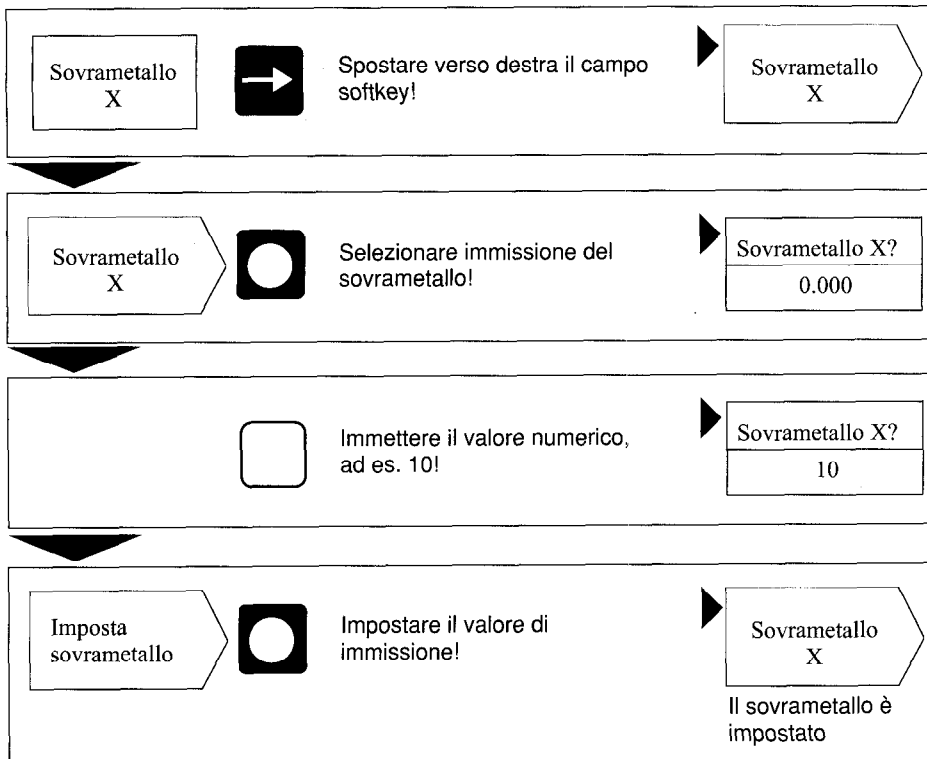 Sovrametallo
X
Spostare verso destra il campo
softkey!
Sovrametallo
X
Sovrametallo
X
Selezionare immissione del
sovrametallo!
Sovrametallo X?
0.000
Immettere il valore numerico,
ad es. 10!
Sovrametallo X?
10
Imposta
sovrametallo
Impostare il valore di
immissione!
Sovrametallo
X
Il sovrametallo è
impostato